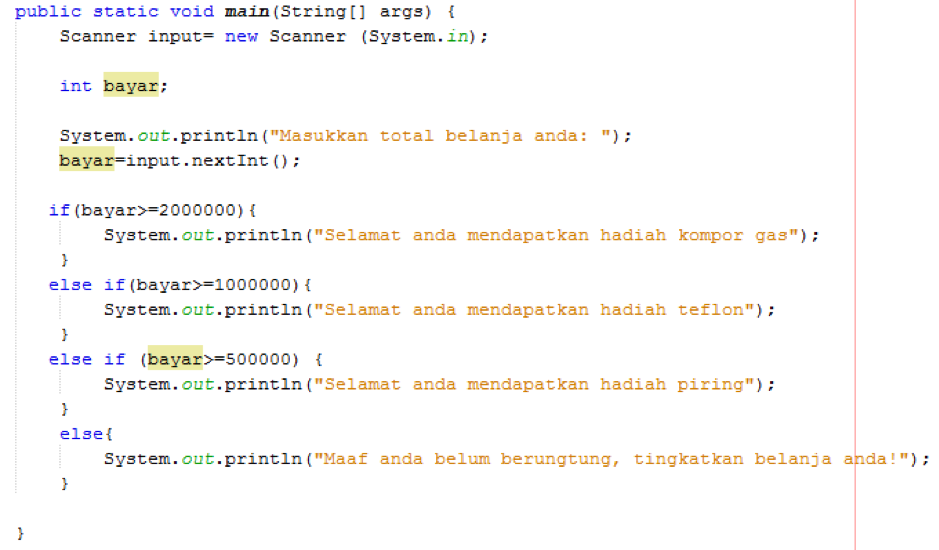 public static void main(String[] args) {
Scanner input= new Scanner (System.in);
int bayar;
System.out.println("Masukkan total belanja anda: ");
bayar=input.nextInt();
if(bayar>=2000000){
System.out.println("Selamat anda mendapatkan hadiah kompor gas");
}
else if(bayar>=1000000){
System.out.println("Selamat anda mendapatkan hadiah teflon");
}
else if (bayar>=500000) {
System.out.println("Selamat anda mendapatkan hadiah piring");
}
else{
System.out.println("Maaf anda belum berungtung, tingkatkan belanja anda!");
}
}